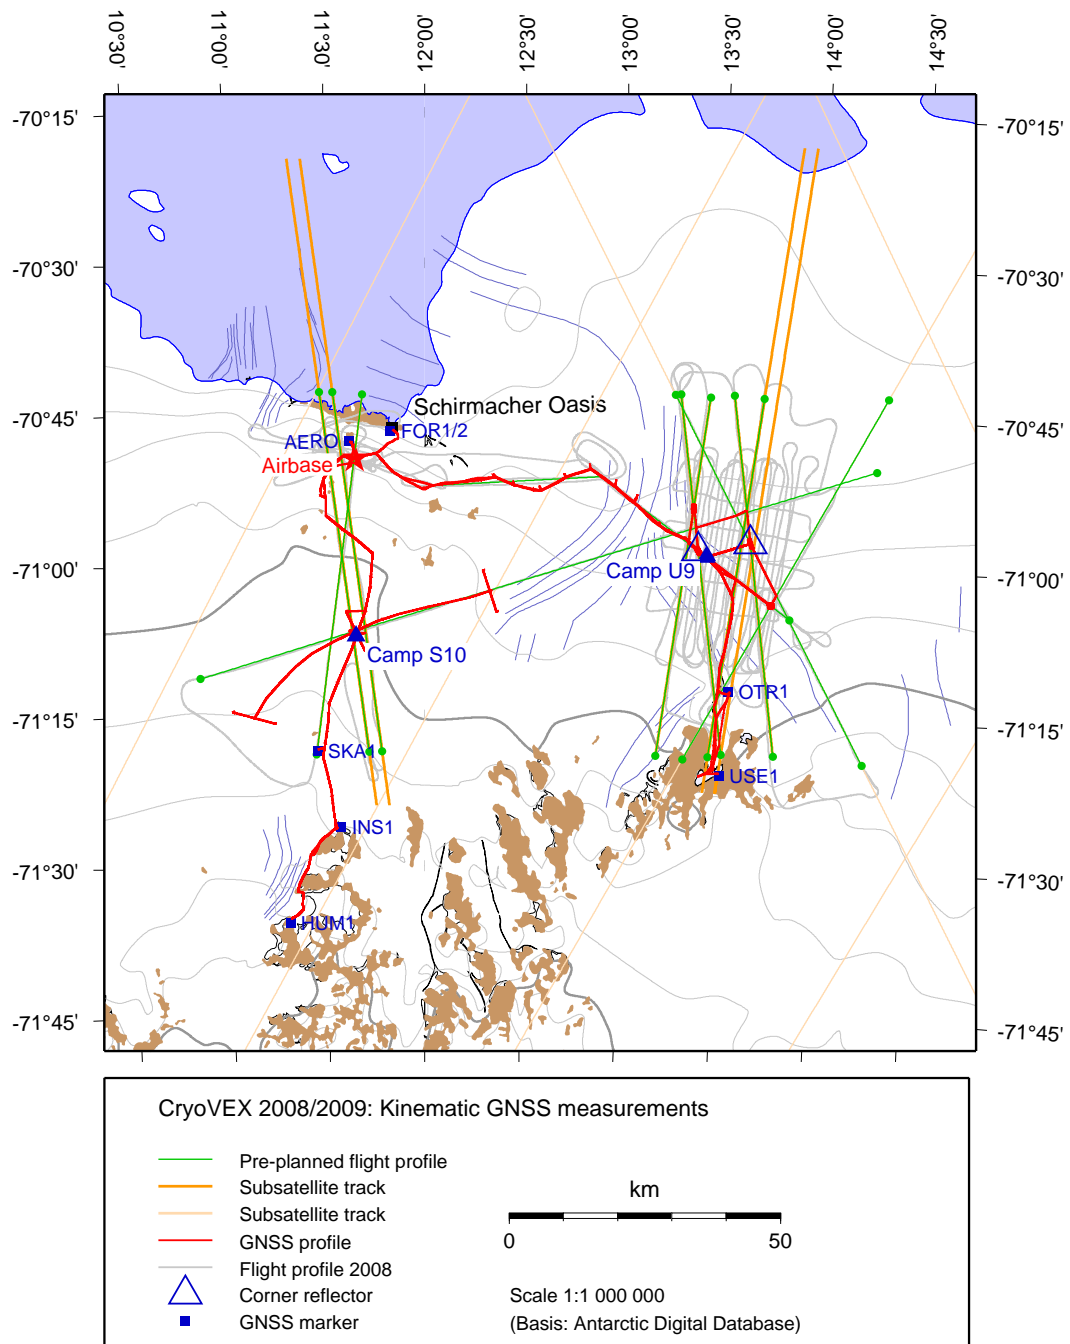 10°30'
11°00'
11°30'
12°00'
13°00'
13°30'
14°00'
14°30'
-70°15'
-70°15'
-70°30'
-70°30'
-70°45'
-70°45'
-71°00'
-71°00'
-71°15'
-71°15'
-71°30'
-71°30'
-71°45'
-71°45'
Schirmacher Oasis
FOR1/2
AERO
Airbase
Camp U9
Camp S10
OTR1
SKA1
USE1
INS1
HUM1
CryoVEX 2008/2009: Kinematic GNSS measurements
Pre-planned flight profile
Subsatellite track
Subsatellite track
GNSS profile
Flight profile 2008
Corner reflector
GNSS marker
km
0 50
Scale 1:1 000 000
(Basis: Antarctic Digital Database)